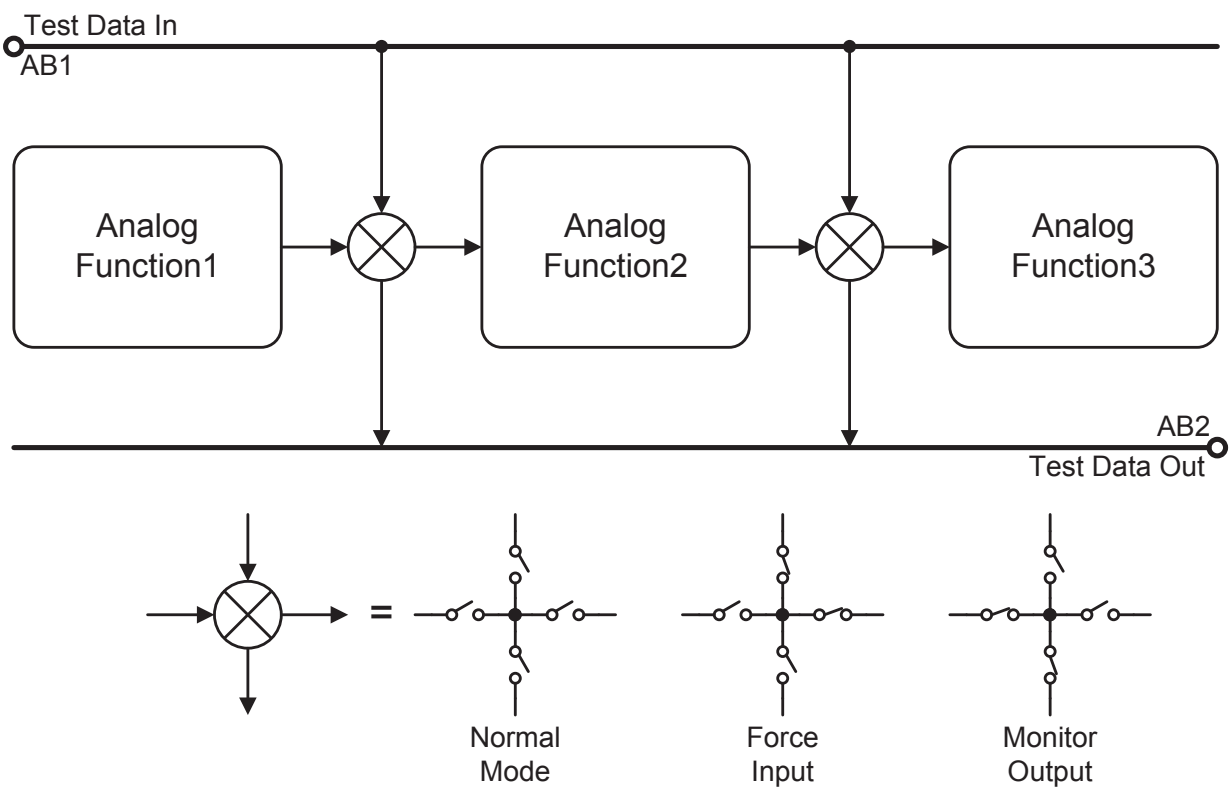 Test Data In
AB1
Analog
Function1
Analog
Function2
Analog
Function3
AB2
Test Data Out
=
Normal
Mode
Force
Input
Monitor
Output